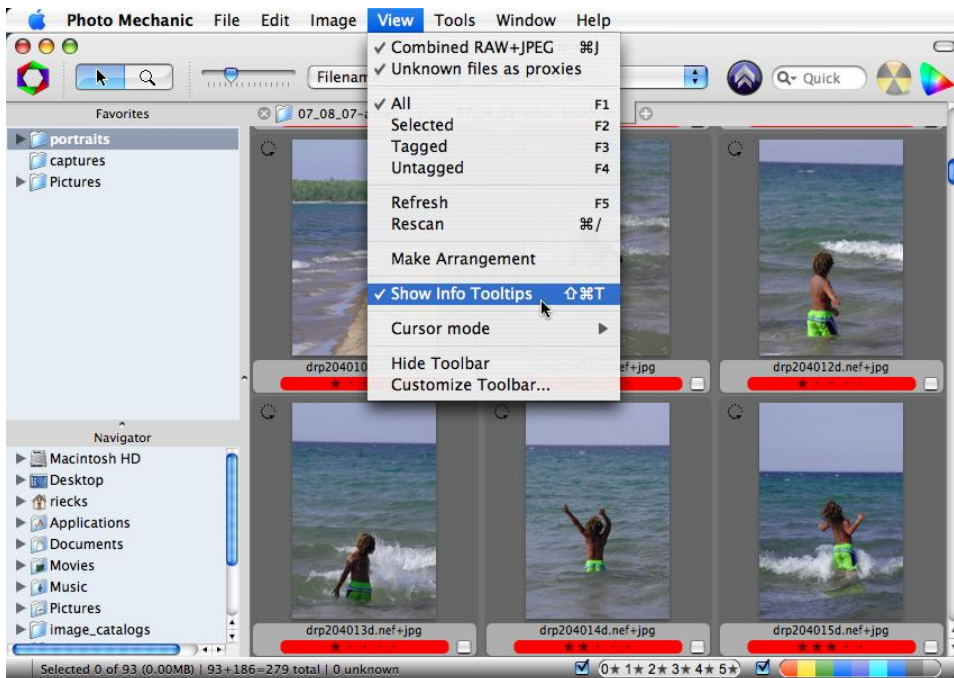 Photo Mechanic File Edit Image View Tools Window Help
✓ Combined RAW+JPEG ⌘J
✓ Unknown files as proxies
Filenam
Quick
Favorites
07_08_07-a
✓ All F1
Selected F2
Tagged F3
Untagged F4
Refresh F5
Rescan ⌘/
Make Arrangement
✓ Show Info Tooltips ⇧⌘T
Cursor mode ▶
Hide Toolbar
Customize Toolbar...
portraits
captures
Pictures
drp204010
ef+jpg
drp204012d.nef+jpg
Navigator
Macintosh HD
Desktop
riecks
Applications
Documents
Movies
Music
Pictures
image_catalogs
drp204013d.nef+jpg
drp204014d.nef+jpg
drp204015d.nef+jpg
Selected 0 of 93 (0.00MB) | 93+186=279 total | 0 unknown
0★ 1★ 2★ 3★ 4★ 5★